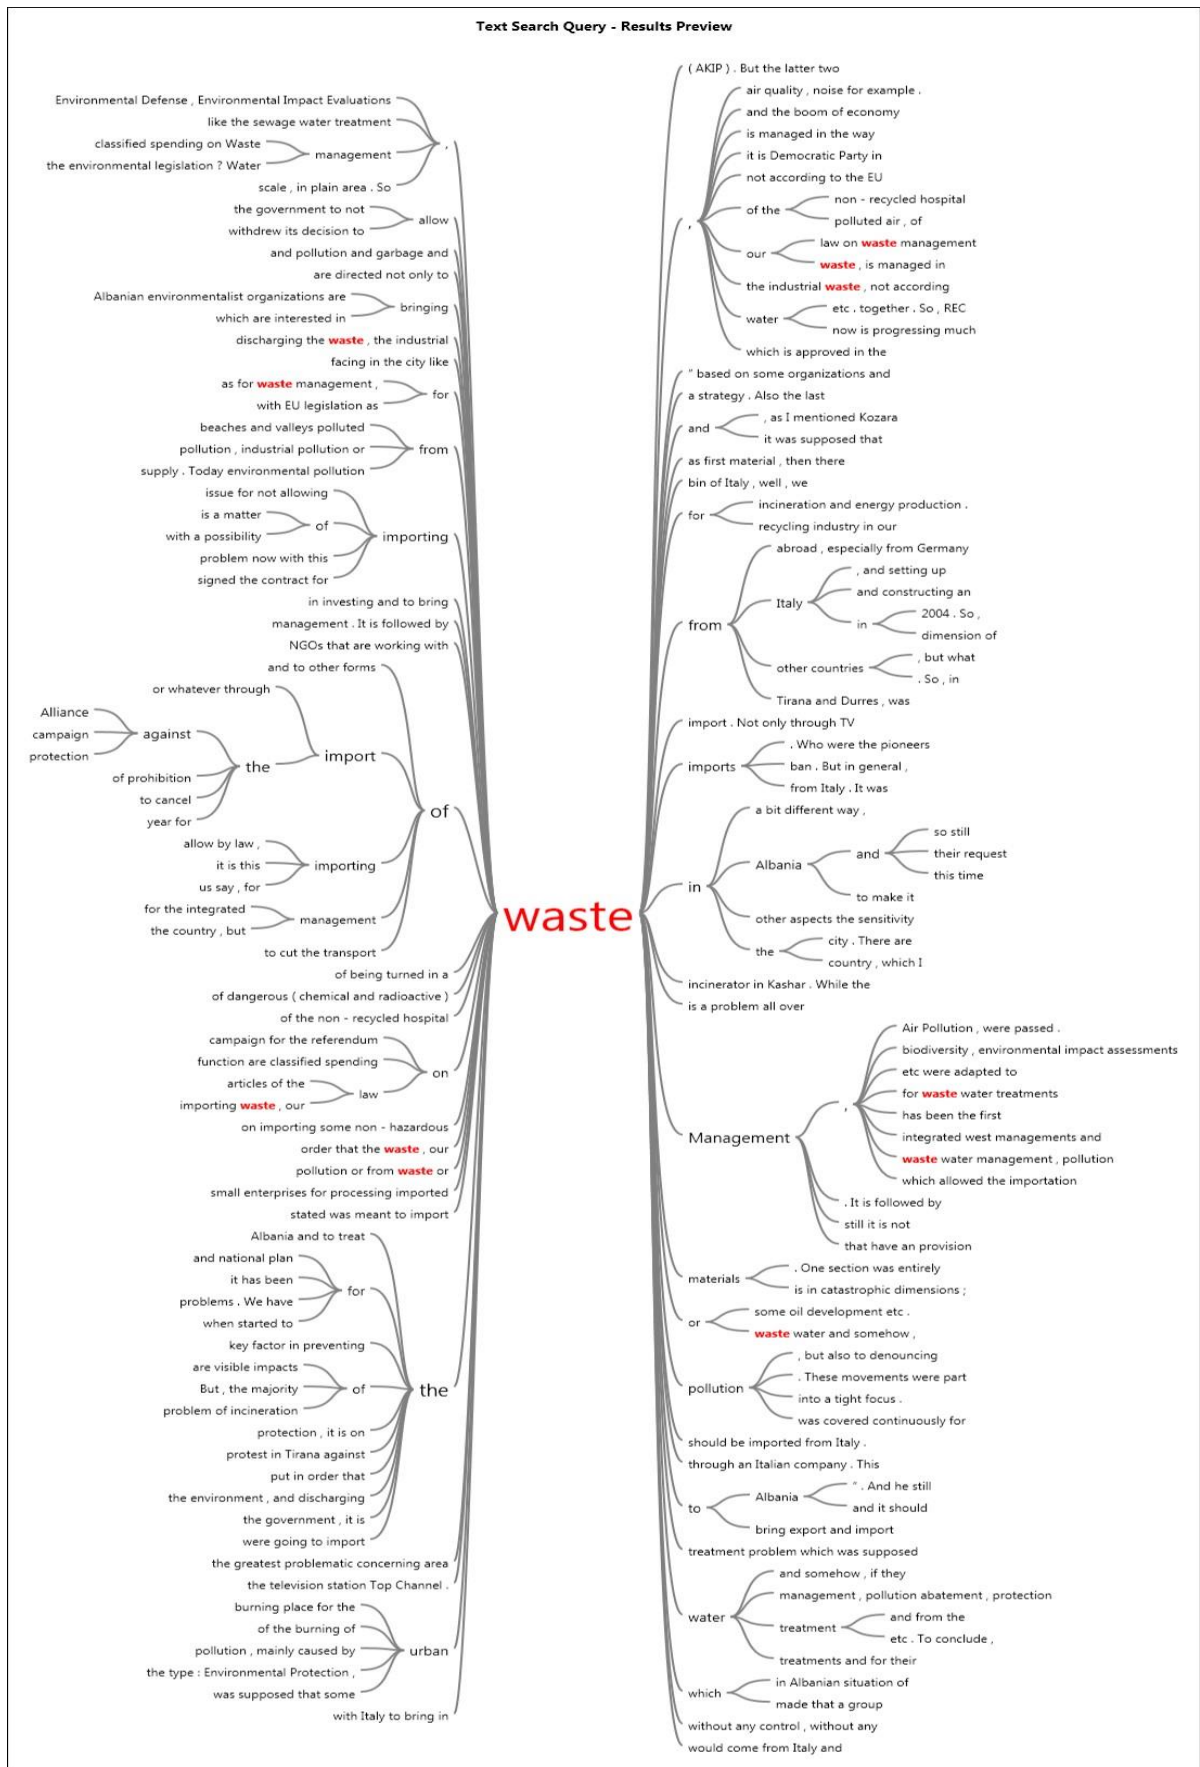 Text Search Query - Results Preview
Environmental Defense , Environmental Impact Evaluations
like the sewage water treatment
classified spending on Waste
the environmental legislation ? Water
management
scale , in plain area . So
,
the government to not
withdrew its decision to
allow
and pollution and garbage and
are directed not only to
Albanian environmentalist organizations are
which are interested in
bringing
discharging the waste , the industrial
facing in the city like
as for waste management ,
with EU legislation as
for
beaches and valleys polluted
pollution , industrial pollution or
supply . Today environmental pollution
from
issue for not allowing
is a matter
with a possibility
of
problem now with this
signed the contract for
importing
in investing and to bring
management . It is followed by
NGOs that are working with
and to other forms
or whatever through
Alliance
campaign
protection
against
of prohibition
to cancel
year for
the
import
allow by law ,
it is this
us say , for
importing
for the integrated
the country , but
management
to cut the transport
of
of being turned in a
of dangerous ( chemical and radioactive )
of the non - recycled hospital
campaign for the referendum
function are classified spending
articles of the
importing waste , our
law
on
on importing some non - hazardous
order that the waste , our
pollution or from waste or
small enterprises for processing imported
stated was meant to import
Albania and to treat
and national plan
it has been
problems . We have
when started to
for
key factor in preventing
are visible impacts
But , the majority
problem of incineration
of
protection , it is on
protest in Tirana against
put in order that
the environment , and discharging
the government , it is
were going to import
the
the greatest problematic concerning area
the television station Top Channel .
burning place for the
of the burning of
pollution , mainly caused by
the type : Environmental Protection ,
was supposed that some
urban
with Italy to bring in
waste
( AKIP ) . But the latter two
,
air quality , noise for example .
and the boom of economy
is managed in the way
it is Democratic Party in
not according to the EU
of the
non - recycled hospital
polluted air , of
our
law on waste management
waste , is managed in
the industrial waste , not according
water
etc . together . So , REC
now is progressing much
which is approved in the
" based on some organizations and
a strategy . Also the last
and
, as I mentioned Kozara
it was supposed that
as first material , then there
bin of Italy , well , we
for
incineration and energy production .
recycling industry in our
from
abroad , especially from Germany
Italy
, and setting up
and constructing an
in
2004 . So ,
dimension of
other countries
, but what
. So , in
Tirana and Durres , was
import . Not only through TV
imports
. Who were the pioneers
ban . But in general ,
from Italy . It was
in
a bit different way ,
Albania
and
so still
their request
this time
to make it
other aspects the sensitivity
the
city . There are
country , which I
incinerator in Kashar . While the
is a problem all over
Management
,
Air Pollution , were passed .
biodiversity , environmental impact assessments
etc were adapted to
for waste water treatments
has been the first
integrated west managements and
waste water management , pollution
which allowed the importation
. It is followed by
still it is not
that have an provision
materials
. One section was entirely
is in catastrophic dimensions ;
or
some oil development etc .
waste water and somehow ,
pollution
, but also to denouncing
. These movements were part
into a tight focus .
was covered continuously for
should be imported from Italy .
through an Italian company . This
to
Albania
" . And he still
and it should
bring export and import
treatment problem which was supposed
water
and somehow , if they
management , pollution abatement , protection
treatment
and from the
etc . To conclude ,
treatments and for their
which
in Albanian situation of
made that a group
without any control , without any
would come from Italy and